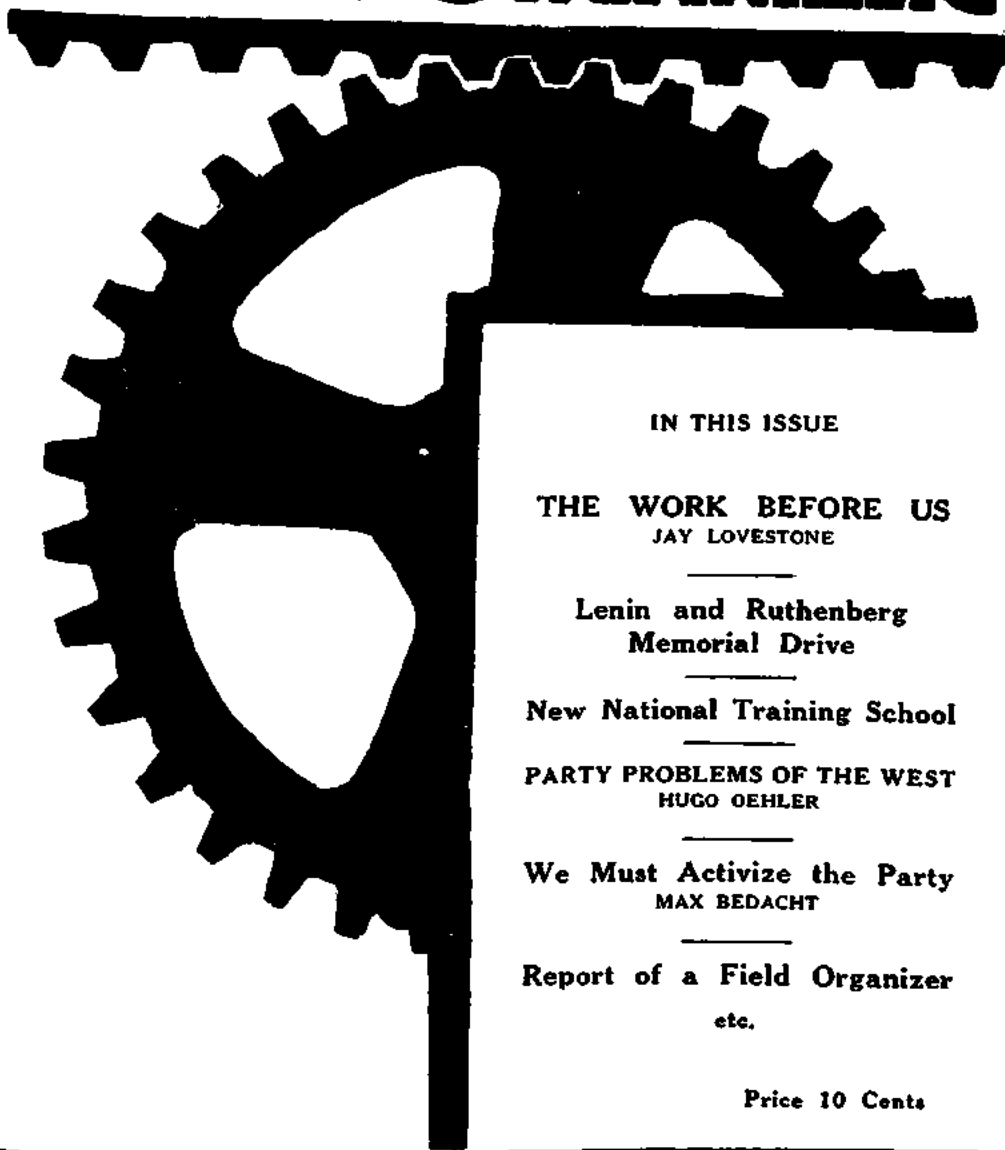 IN THIS ISSUE
THE WORK BEFORE US
JAY LOVESTONE
Lenin and Ruthenberg
Memorial Drive
New National Training School
PARTY PROBLEMS OF THE WEST
HUGO OEHLER
We Must Activize the Party
MAX BEDACHT
Report of a Field Organizer
etc.
Price 10 Cents